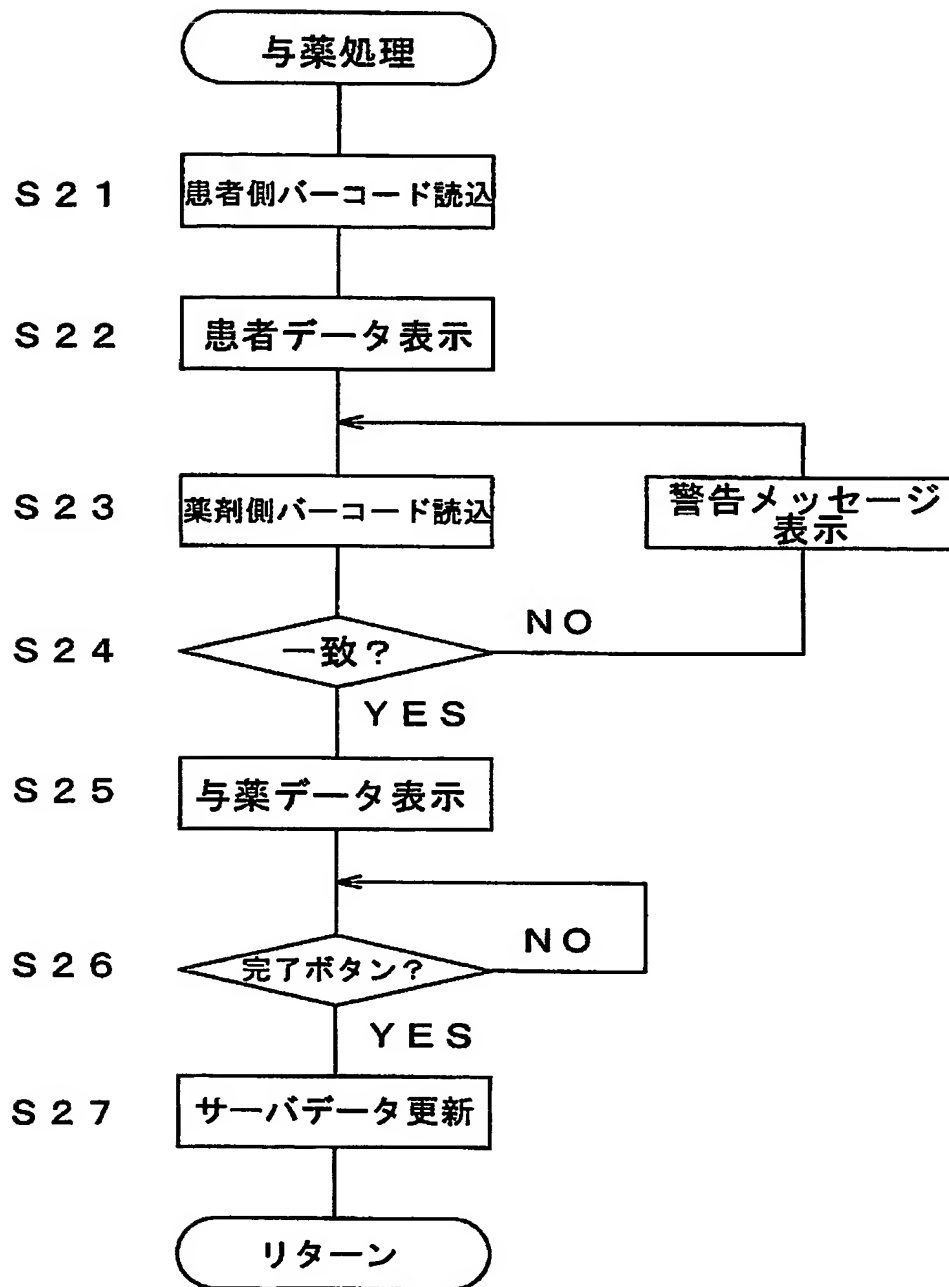 与薬処理
S21
患者側バーコード読込
S22
患者データ表示
S23
薬剤側バーコード読込
警告メッセージ
表示
S24
一致?
NO
YES
S25
与薬データ表示
S26
完了ボタン?
NO
YES
S27
サーバデータ更新
リターン